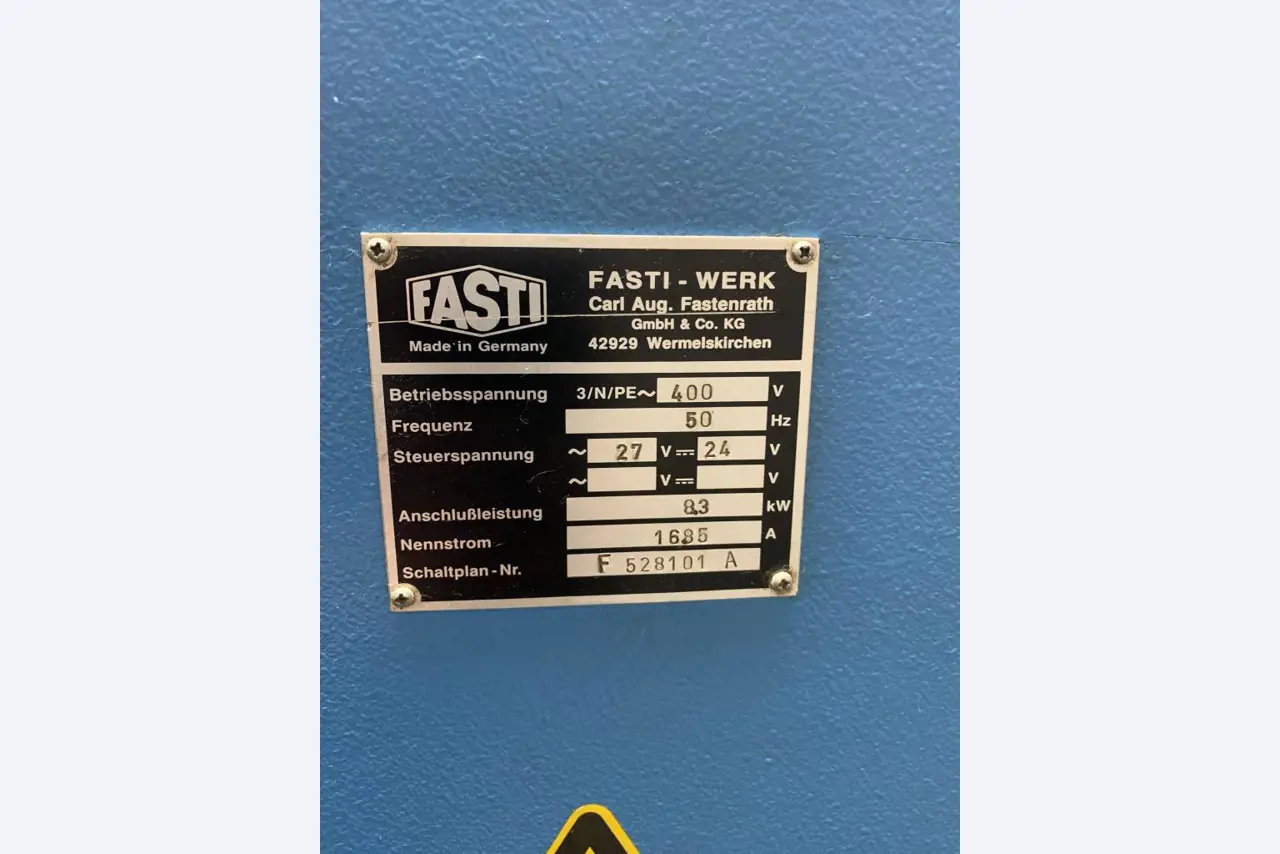 FASTI
Made in Germany
FASTI - WERK
Carl Aug. Fastenrath
GmbH & Co. KG
42929 Wermelskirchen
Betriebsspannung 3/N/PE~ 400 V
Frequenz 50 Hz
Steuerspannung ~ 27 V ⎓ 24 V
~ V ⎓ V
Anschlußleistung 8.3 kW
Nennstrom 16.85 A
Schaltplan-Nr. F 528101 A